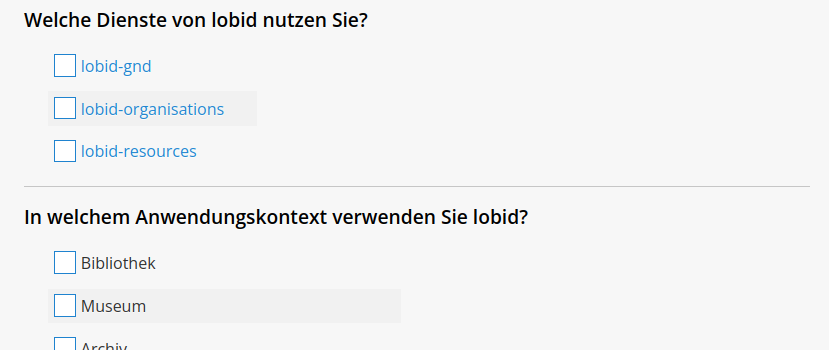 Welche Dienste von lobid nutzen Sie?
lobid-gnd
lobid-organisations
lobid-resources
In welchem Anwendungskontext verwenden Sie lobid?
Bibliothek
Museum
Archiv